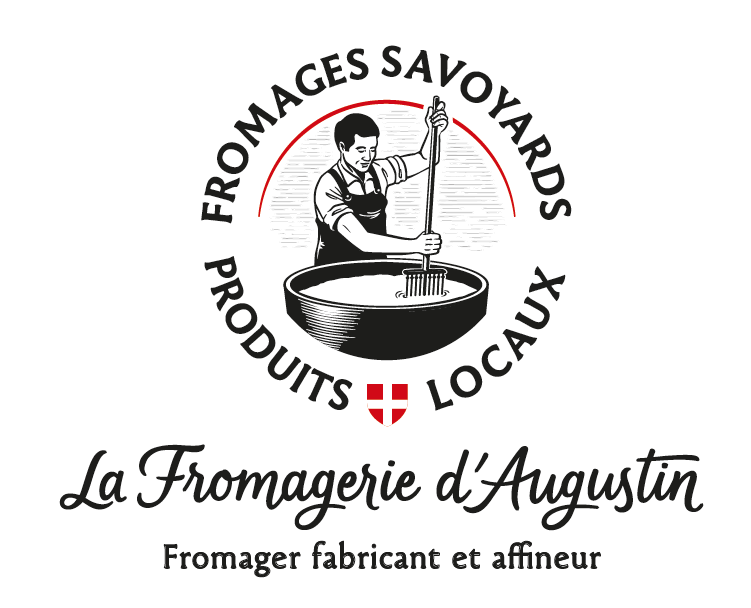 FROMAGES SAVOYARDS
PRODUITS LOCAUX
La Fromagerie d'Augustin
Fromager fabricant et affineur